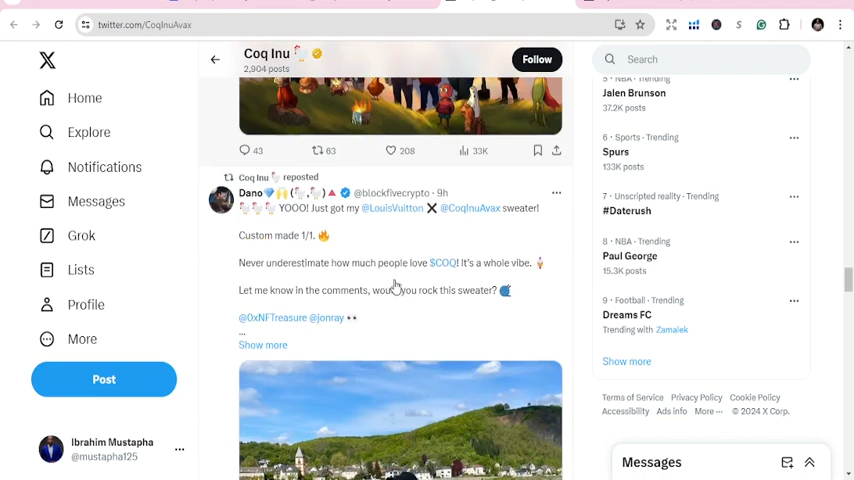 twitter.com/CoqInuAvax
Coq Inu
2,904 posts
Follow
Search
Home
Explore
Notifications
Messages
Grok
Lists
Profile
More
Post
Ibrahim Mustapha
@mustapha125
43
63
208
33K
Coq Inu reposted
Dano (🐔,🐔) @blockfivecrypto · 9h
YOOO! Just got my @LouisVuitton ❌ @CoqInuAvax sweater!
Custom made 1/1. 🔥
Never underestimate how much people love $COQ! It's a whole vibe.
Let me know in the comments, would you rock this sweater?
@0xNFTreasure @jonray 👀
...
Show more
5 · NBA · Trending
Jalen Brunson
37.2K posts
6 · Sports · Trending
Spurs
133K posts
7 · Unscripted reality · Trending
#Daterush
8 · NBA · Trending
Paul George
15.3K posts
9 · Football · Trending
Dreams FC
Trending with Zamalek
Show more
Terms of Service Privacy Policy Cookie Policy
Accessibility Ads info More ··· © 2024 X Corp.
Messages